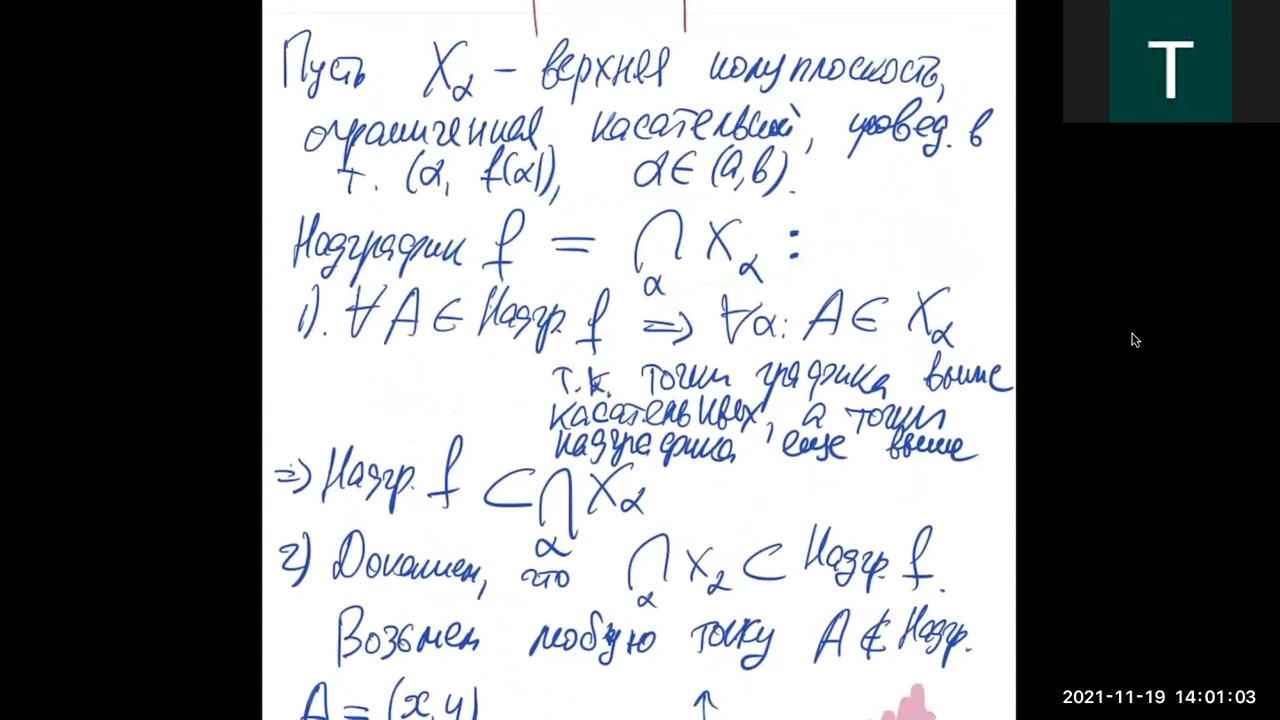 Пусть X_α – верхняя полуплоскость,
ограниченная касательной, провед. в
т. (α, f(α)), α ∈ (a, b).
Надграфик f = ⋂_α X_α :
1). ∀ A ∈ Надгр. f ⇒ ∀α: A ∈ X_α
т.к. точки графика выше
касательных, а точки
надграфика еще выше
⇒ Надгр. f ⊂ ⋂_α X_α
2) Докажем, что ⋂_α X_α ⊂ Надгр. f.
Возьмем любую точку A ∉ Надгр.
A = (x, y)
T
2021-11-19 14:01:03